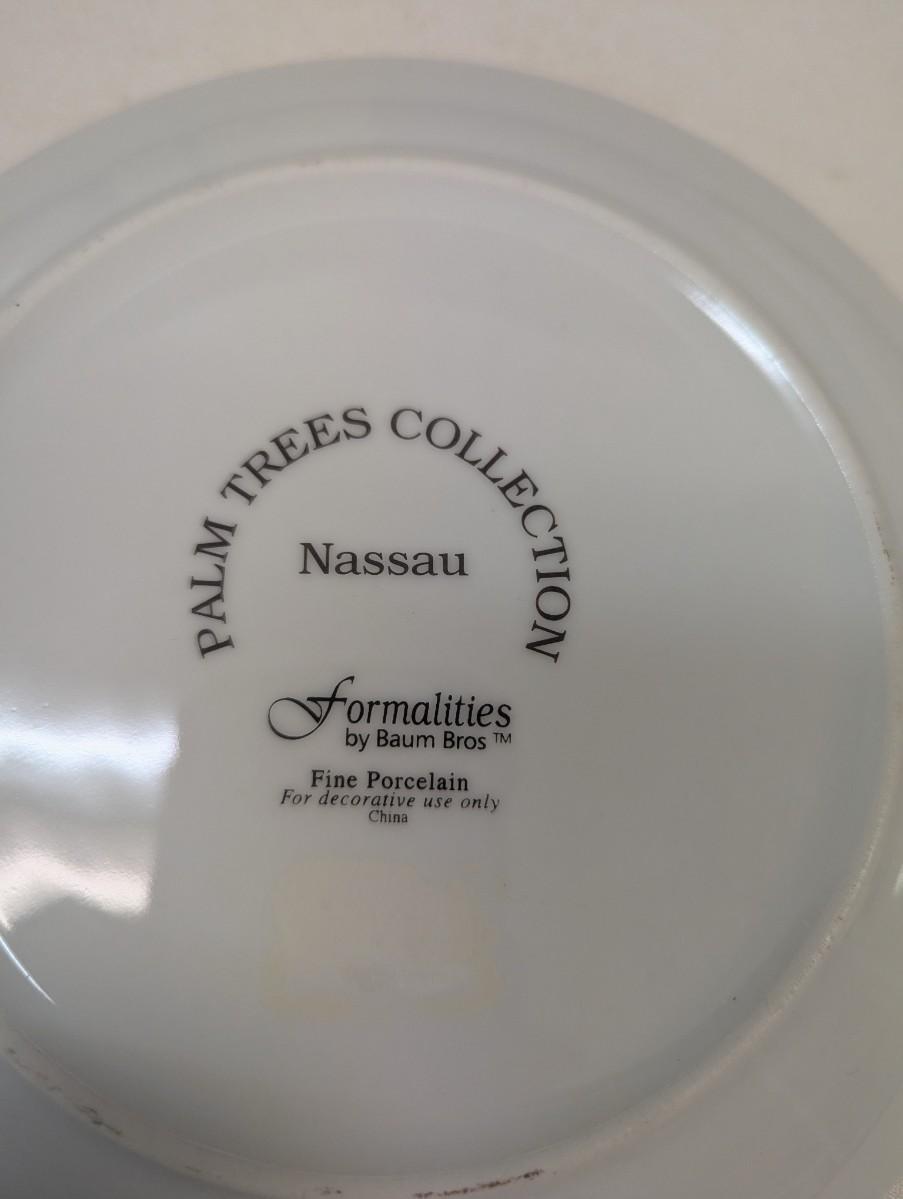 PALM TREES COLLECTION
Nassau
Formalities
by Baum Bros ™
Fine Porcelain
For decorative use only
China